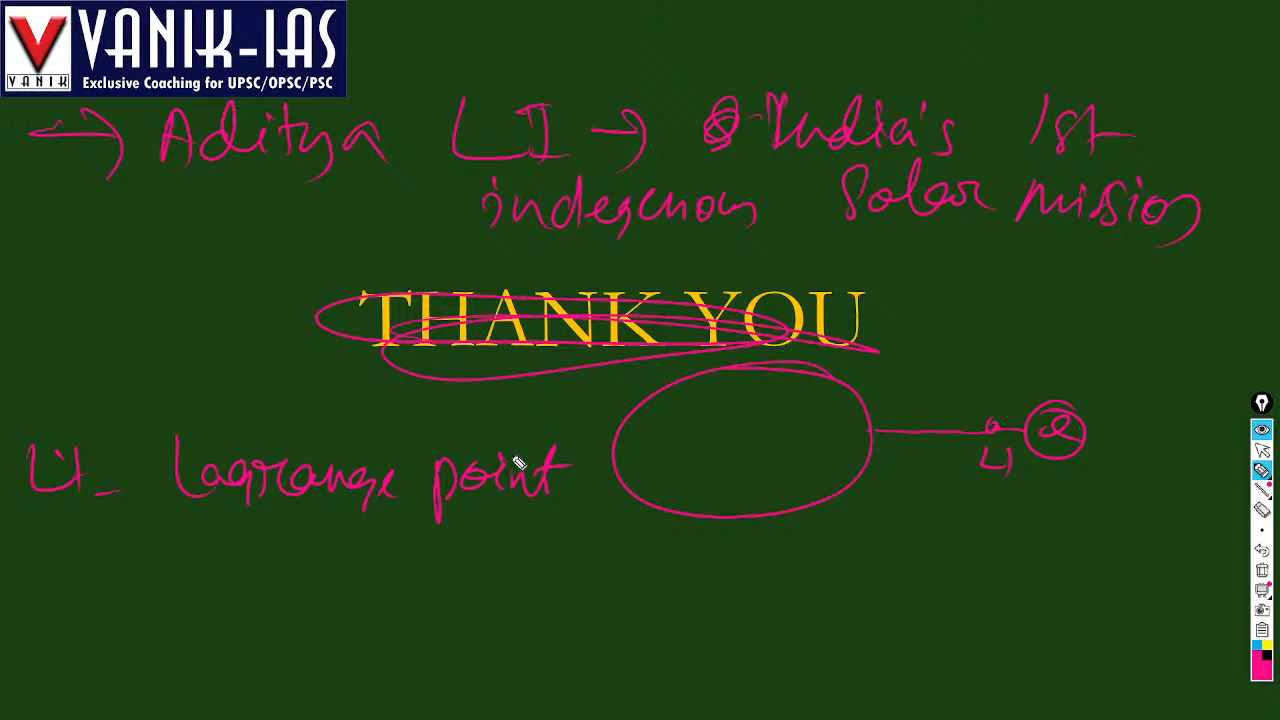 VANIK-IAS
Exclusive Coaching for UPSC/OPSC/PSC
VANIK
→ Aditya L1 → India's 1st
indegenous Solar mission
THANK YOU
L1
L1 - Lagrange point